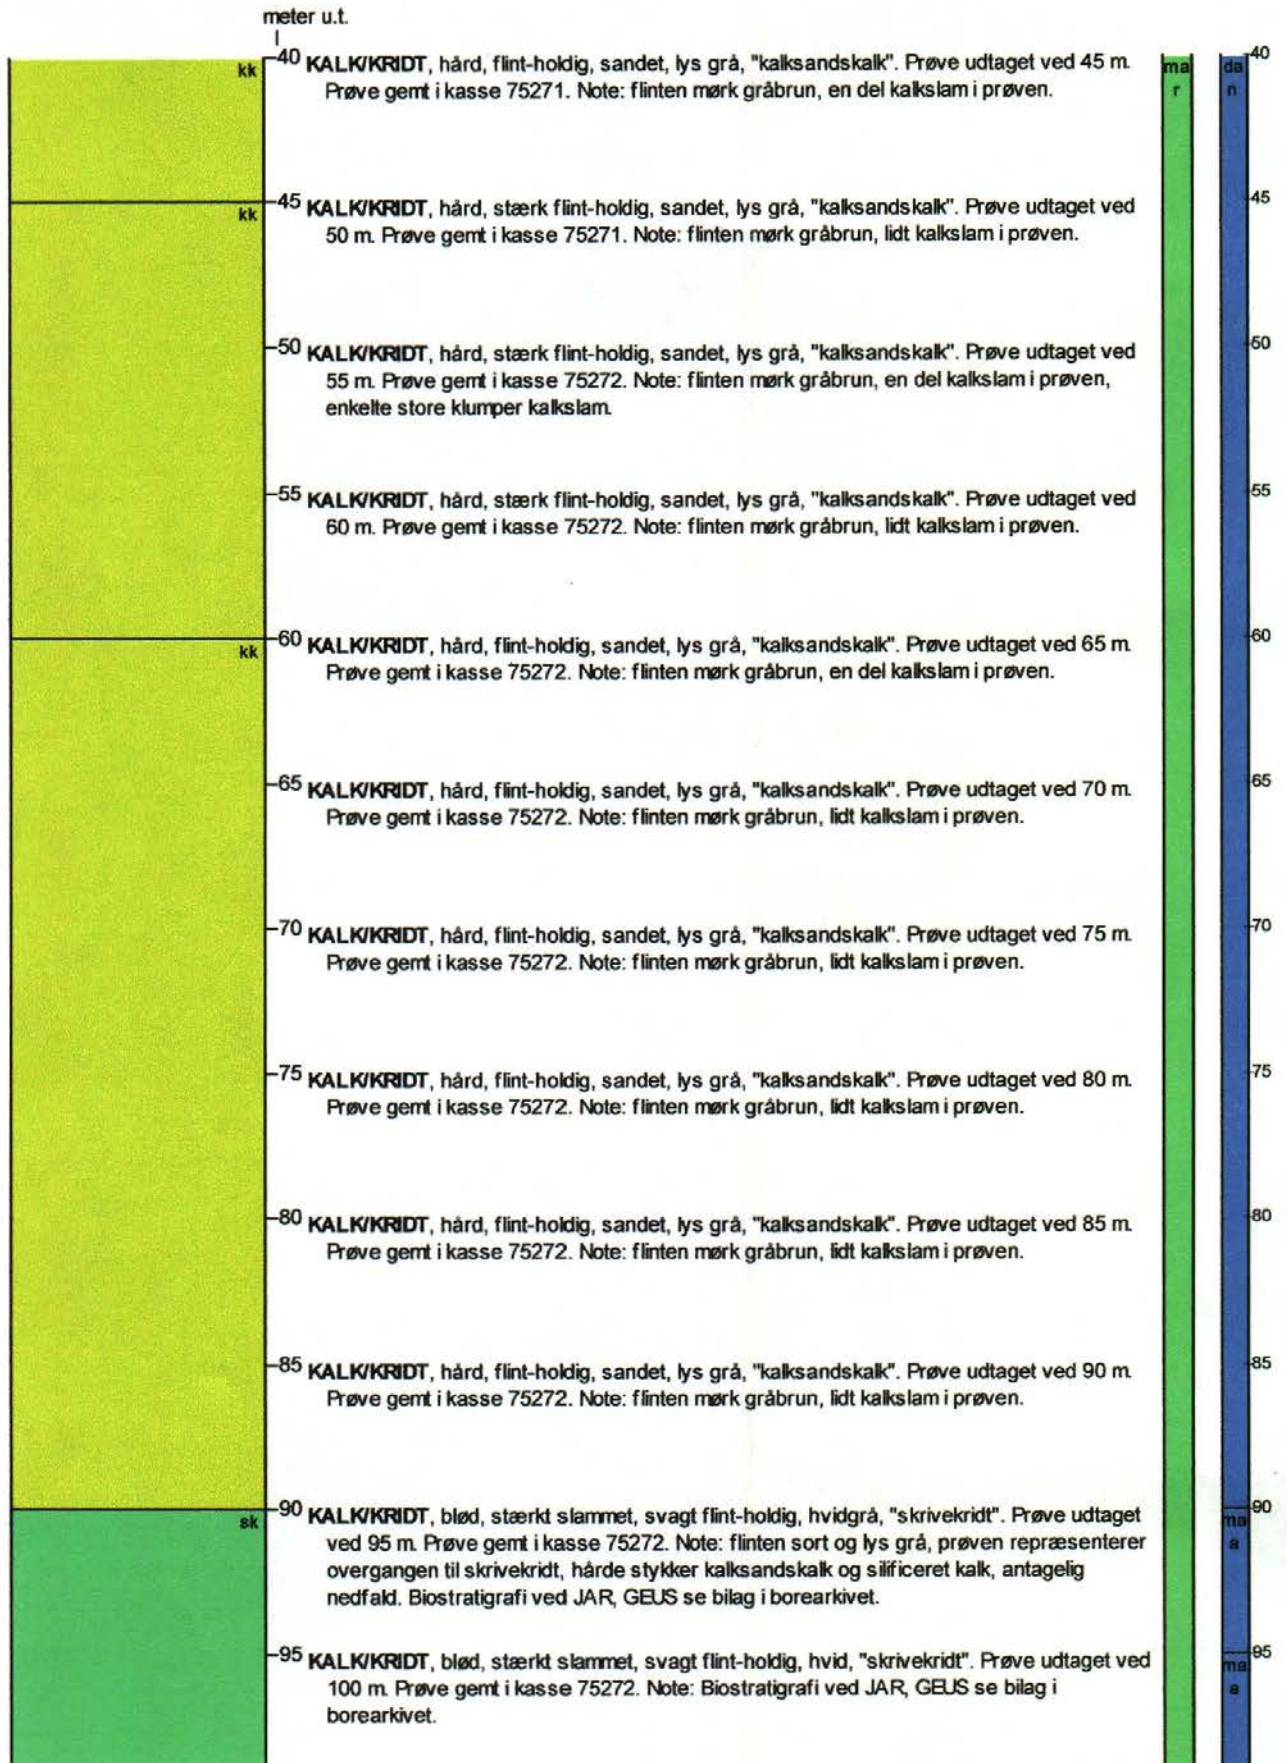 meter u.t.
40 KALK/KRIDT, hård, flint-holdig, sandet, lys grå, "kalksandskalk". Prøve udtaget ved 45 m.
kk
Prøve gemt i kasse 75271. Note: flinten mørk gråbrun, en del kalkslam i prøven.
ma
r
da
n
40
45 KALK/KRIDT, hård, stærk flint-holdig, sandet, lys grå, "kalksandskalk". Prøve udtaget ved
kk
50 m. Prøve gemt i kasse 75271. Note: flinten mørk gråbrun, lidt kalkslam i prøven.
45
50 KALK/KRIDT, hård, stærk flint-holdig, sandet, lys grå, "kalksandskalk". Prøve udtaget ved
55 m. Prøve gemt i kasse 75272. Note: flinten mørk gråbrun, en del kalkslam i prøven,
enkelte store klumper kalkslam.
50
55 KALK/KRIDT, hård, stærk flint-holdig, sandet, lys grå, "kalksandskalk". Prøve udtaget ved
60 m. Prøve gemt i kasse 75272. Note: flinten mørk gråbrun, lidt kalkslam i prøven.
55
60 KALK/KRIDT, hård, flint-holdig, sandet, lys grå, "kalksandskalk". Prøve udtaget ved 65 m.
kk
Prøve gemt i kasse 75272. Note: flinten mørk gråbrun, en del kalkslam i prøven.
60
65 KALK/KRIDT, hård, flint-holdig, sandet, lys grå, "kalksandskalk". Prøve udtaget ved 70 m.
Prøve gemt i kasse 75272. Note: flinten mørk gråbrun, lidt kalkslam i prøven.
65
70 KALK/KRIDT, hård, flint-holdig, sandet, lys grå, "kalksandskalk". Prøve udtaget ved 75 m.
Prøve gemt i kasse 75272. Note: flinten mørk gråbrun, lidt kalkslam i prøven.
70
75 KALK/KRIDT, hård, flint-holdig, sandet, lys grå, "kalksandskalk". Prøve udtaget ved 80 m.
Prøve gemt i kasse 75272. Note: flinten mørk gråbrun, lidt kalkslam i prøven.
75
80 KALK/KRIDT, hård, flint-holdig, sandet, lys grå, "kalksandskalk". Prøve udtaget ved 85 m.
Prøve gemt i kasse 75272. Note: flinten mørk gråbrun, lidt kalkslam i prøven.
80
85 KALK/KRIDT, hård, flint-holdig, sandet, lys grå, "kalksandskalk". Prøve udtaget ved 90 m.
Prøve gemt i kasse 75272. Note: flinten mørk gråbrun, lidt kalkslam i prøven.
85
90 KALK/KRIDT, blød, stærkt slammet, svagt flint-holdig, hvidgrå, "skrivekridt". Prøve udtaget
sk
ved 95 m. Prøve gemt i kasse 75272. Note: flinten sort og lys grå, prøven repræsenterer
overgangen til skrivekridt, hårde stykker kalksandskalk og silificeret kalk, antagelig
nedfald. Biostratigrafi ved JAR, GEUS se bilag i borearkivet.
90
ma
a
95 KALK/KRIDT, blød, stærkt slammet, svagt flint-holdig, hvid, "skrivekridt". Prøve udtaget ved
100 m. Prøve gemt i kasse 75272. Note: Biostratigrafi ved JAR, GEUS se bilag i
borearkivet.
95
ma
a